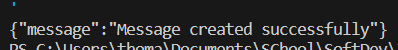 {"message":"Message created successfully"}
PS C:\Users\thoma\Documents\SChool\SoftDev\